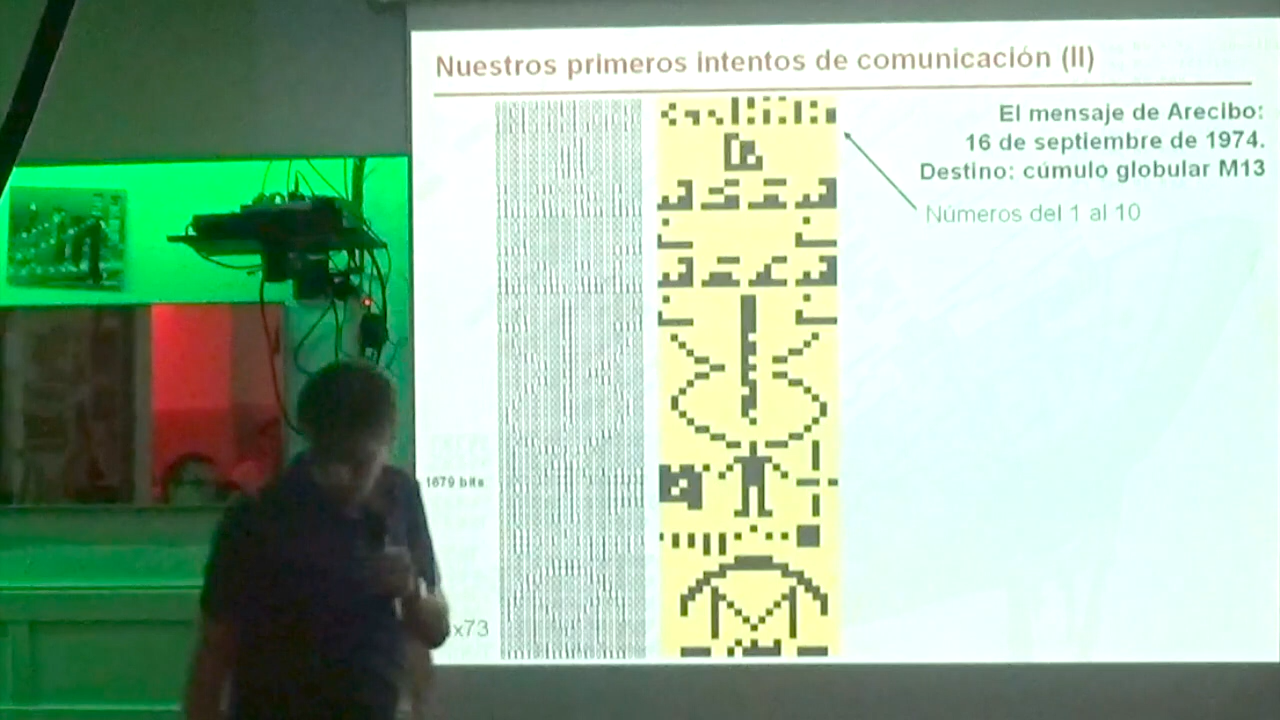 Nuestros primeros intentos de comunicación (II)
El mensaje de Arecibo:
16 de septiembre de 1974.
Destino: cúmulo globular M13
Números del 1 al 10
1679 bits
x73